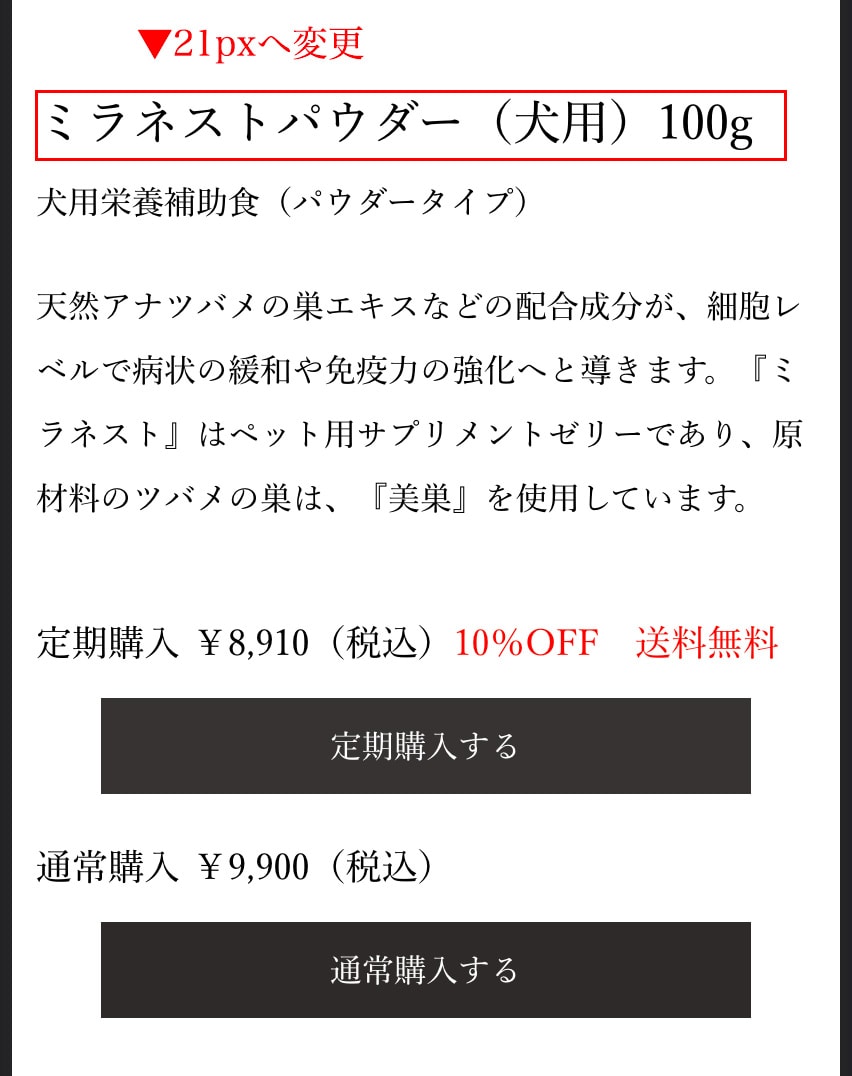 ▼21pxへ変更
ミラネストパウダー（犬用）100g
犬用栄養補助食（パウダータイプ）
天然アナツバメの巣エキスなどの配合成分が、細胞レ
ベルで病状の緩和や免疫力の強化へと導きます。『ミ
ラネスト』はペット用サプリメントゼリーであり、原
材料のツバメの巣は、『美巣』を使用しています。
定期購入 ￥8,910（税込）10%OFF　送料無料
定期購入する
通常購入 ￥9,900（税込）
通常購入する